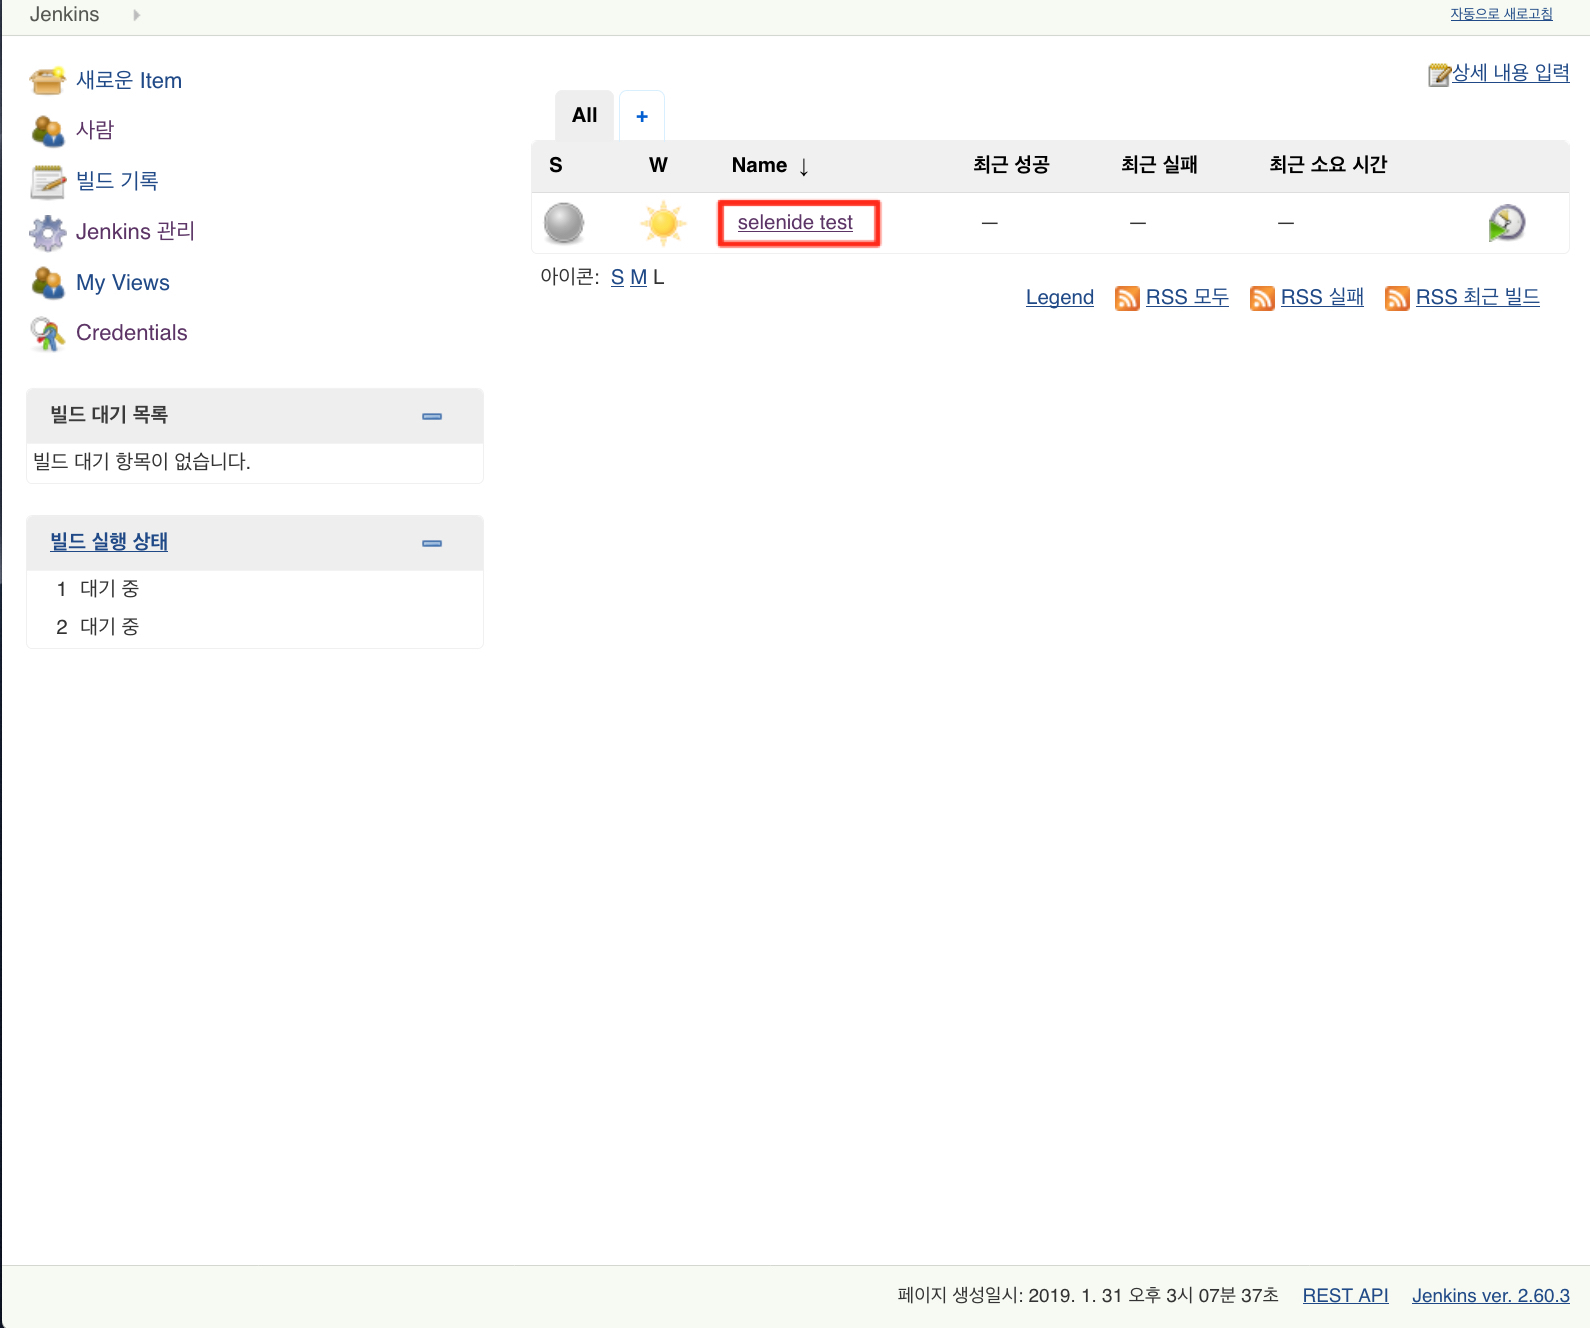 Jenkins
자동으로 새로고침
새로운 Item
사람
빌드 기록
Jenkins 관리
My Views
Credentials
빌드 대기 목록
빌드 대기 항목이 없습니다.
빌드 실행 상태
1 대기 중
2 대기 중
상세 내용 입력
All +
S W Name ↓ 최근 성공 최근 실패 최근 소요 시간
selenide test — — —
아이콘: S M L
Legend RSS 모두 RSS 실패 RSS 최근 빌드
페이지 생성일시: 2019. 1. 31 오후 3시 07분 37초 REST API Jenkins ver. 2.60.3